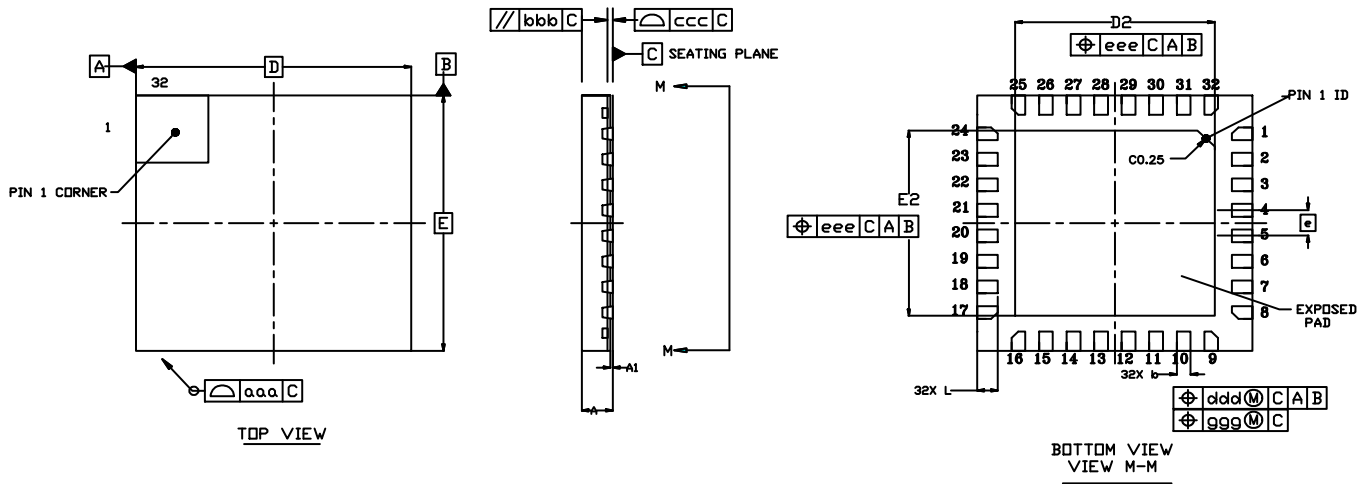 // bbb C
⌓ ccc C
C SEATING PLANE
A
D
B
32
1
PIN 1 CORNER
E
⌓ aaa C
TOP VIEW
M
M
A1
A
D2
⌖ eee C A B
25 26 27 28 29 30 31 32
PIN 1 ID
24
23
22
21
20
19
18
17
1
2
3
4
5
6
7
8
C0.25
E2
⌖ eee C A B
e
EXPOSED
PAD
16 15 14 13 12 11 10 9
32X L
32X b
⌖ ddd Ⓜ C A B
⌖ ggg Ⓜ C
BOTTOM VIEW
VIEW M-M